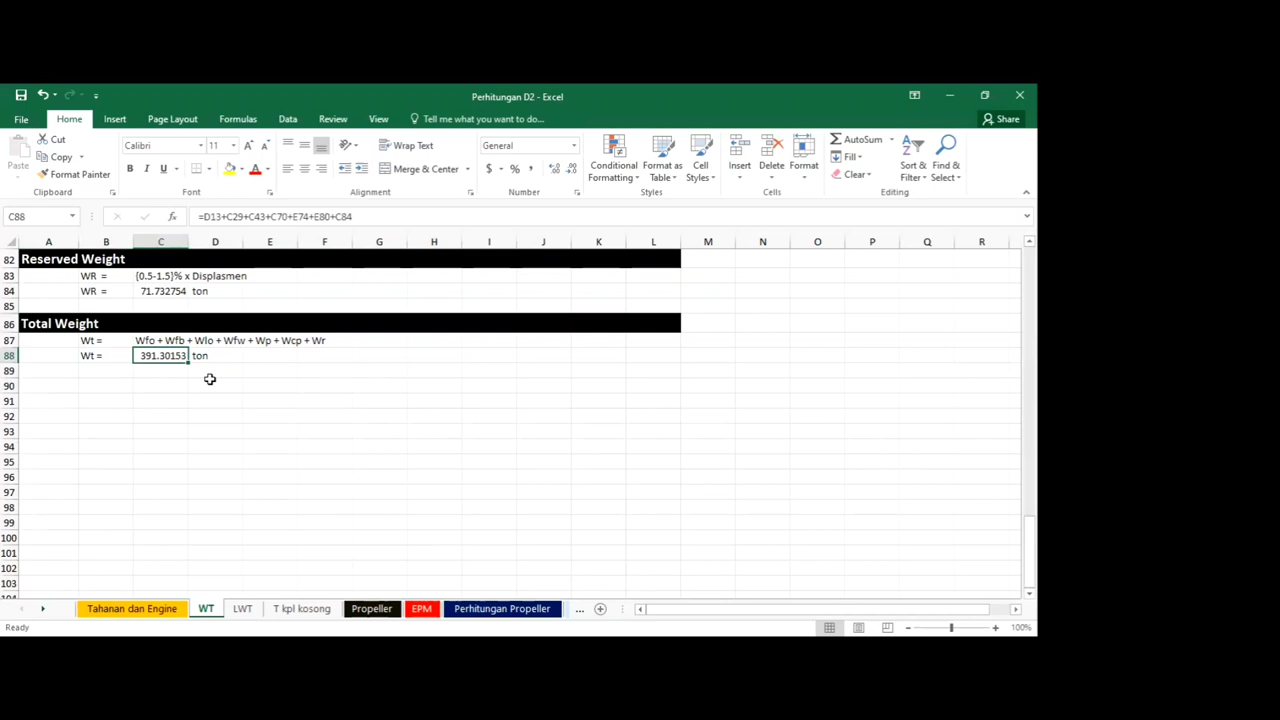 Perhitungan D2 - Excel
File Home Insert Page Layout Formulas Data Review View Tell me what you want to do... Share
Paste Cut Copy Format Painter
Calibri 11 A A B I U A
Wrap Text Merge & Center
General $ % ,
Conditional Formatting Format as Table Cell Styles
Insert Delete Format
AutoSum Fill Clear Sort & Filter Find & Select
Clipboard Font Alignment Number Styles Cells Editing
C88 fx =D13+C29+C43+C70+E74+E80+C84
A B C D E F G H I J K L M N O P Q R
82 Reserved Weight
83 WR = {0.5-1.5}% x Displasmen
84 WR = 71.732754 ton
85
86 Total Weight
87 Wt = Wfo + Wfb + Wlo + Wfw + Wp + Wcp + Wr
88 Wt = 391.30153 ton
89
90
91
92
93
94
95
96
97
98
99
100
101
102
103
Tahanan dan Engine WT LWT T kpl kosong Propeller EPM Perhitungan Propeller ...
Ready 100%